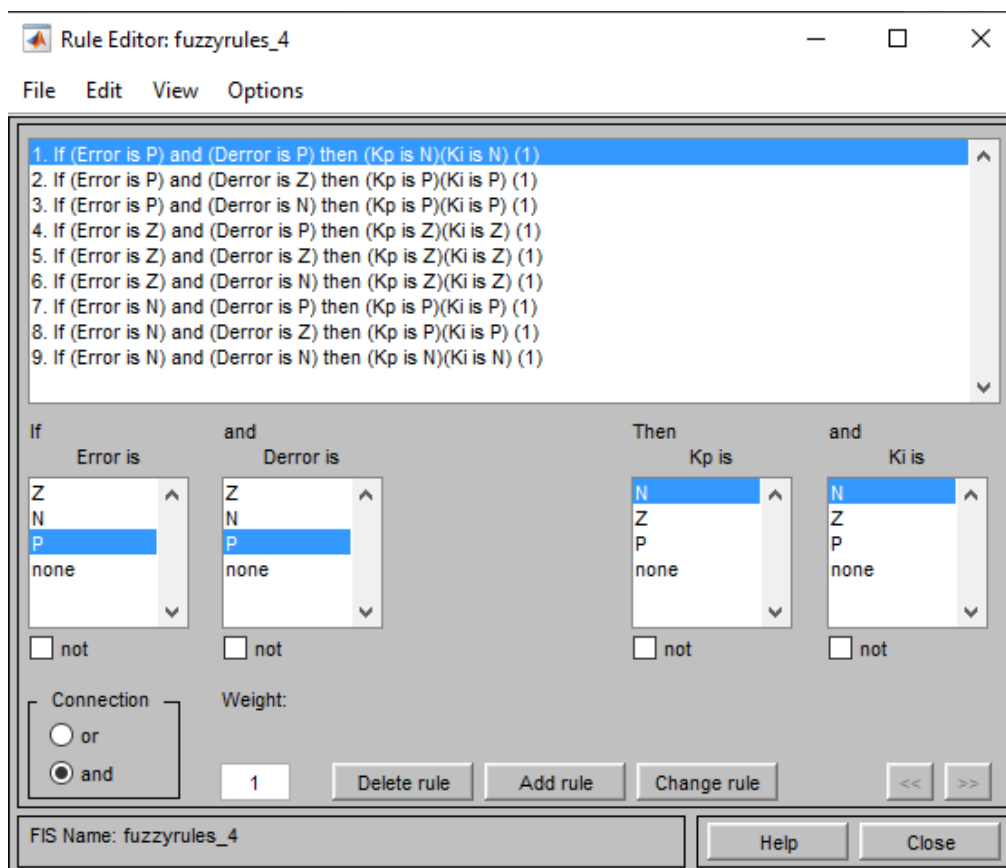 Rule Editor: fuzzyrules_4
File Edit View Options
1. If (Error is P) and (Derror is P) then (Kp is N)(Ki is N) (1)
2. If (Error is P) and (Derror is Z) then (Kp is P)(Ki is P) (1)
3. If (Error is P) and (Derror is N) then (Kp is P)(Ki is P) (1)
4. If (Error is Z) and (Derror is P) then (Kp is Z)(Ki is Z) (1)
5. If (Error is Z) and (Derror is Z) then (Kp is Z)(Ki is Z) (1)
6. If (Error is Z) and (Derror is N) then (Kp is Z)(Ki is Z) (1)
7. If (Error is N) and (Derror is P) then (Kp is P)(Ki is P) (1)
8. If (Error is N) and (Derror is Z) then (Kp is P)(Ki is P) (1)
9. If (Error is N) and (Derror is N) then (Kp is N)(Ki is N) (1)
If and Then and
Error is Derror is Kp is Ki is
Z Z N N
N N Z Z
P P P P
none none none none
not not not not
Connection Weight:
or
and 1 Delete rule Add rule Change rule << >>
FIS Name: fuzzyrules_4 Help Close